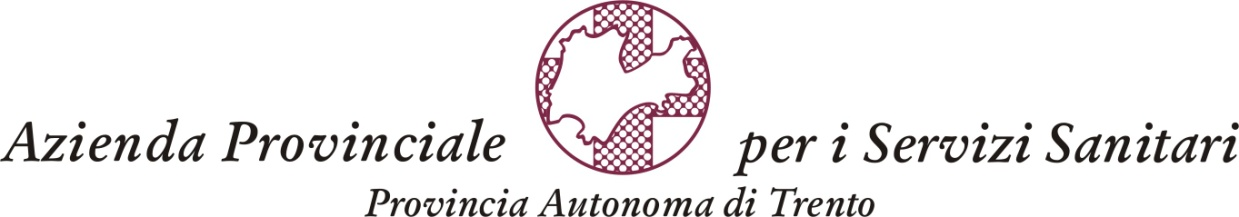 Azienda Provinciale per i Servizi Sanitari
Provincia Autonoma di Trento